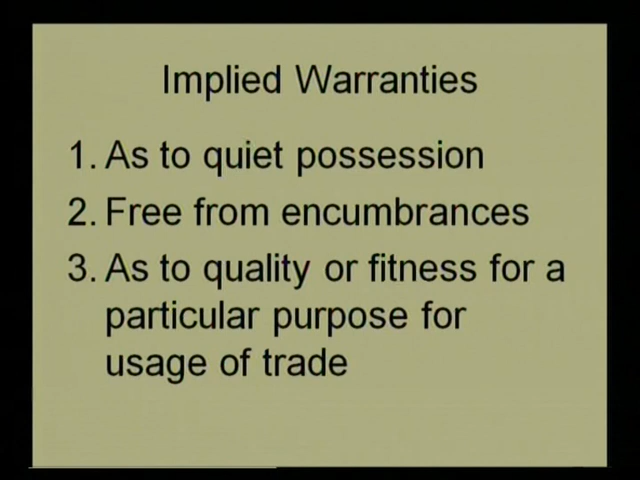 Implied Warranties
1. As to quiet possession
2. Free from encumbrances
3. As to quality or fitness for a
particular purpose for
usage of trade